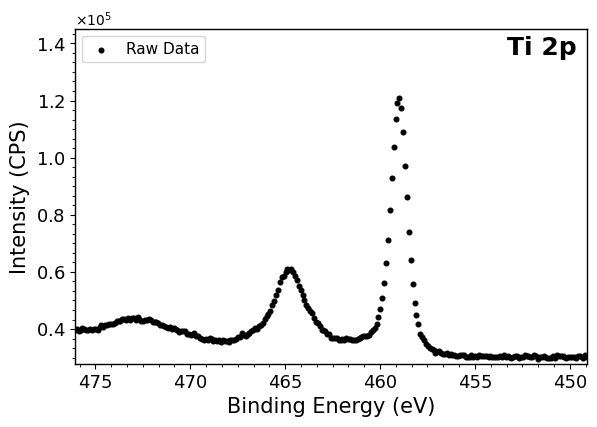 ×10⁵
Raw Data
Ti 2p
1.4
1.2
1.0
0.8
0.6
0.4
Intensity (CPS)
475 470 465 460 455 450
Binding Energy (eV)